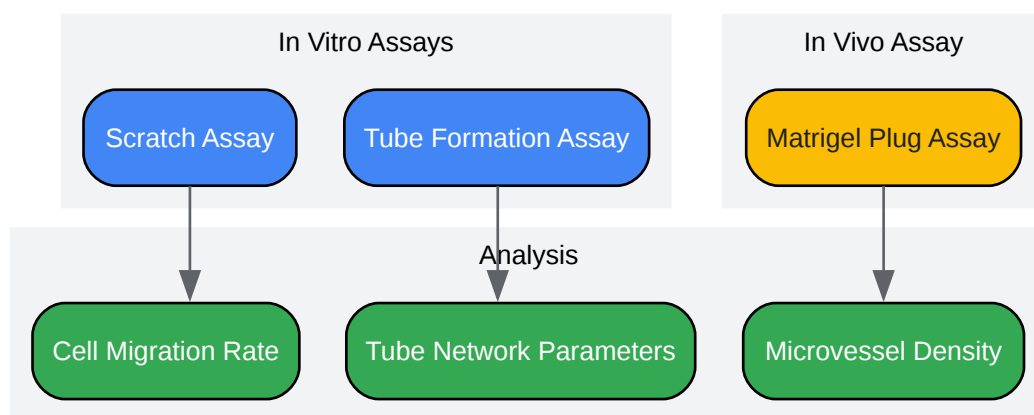 In Vitro Assays
In Vivo Assay
Scratch Assay
Tube Formation Assay
Matrigel Plug Assay
Analysis
Cell Migration Rate
Tube Network Parameters
Microvessel Density